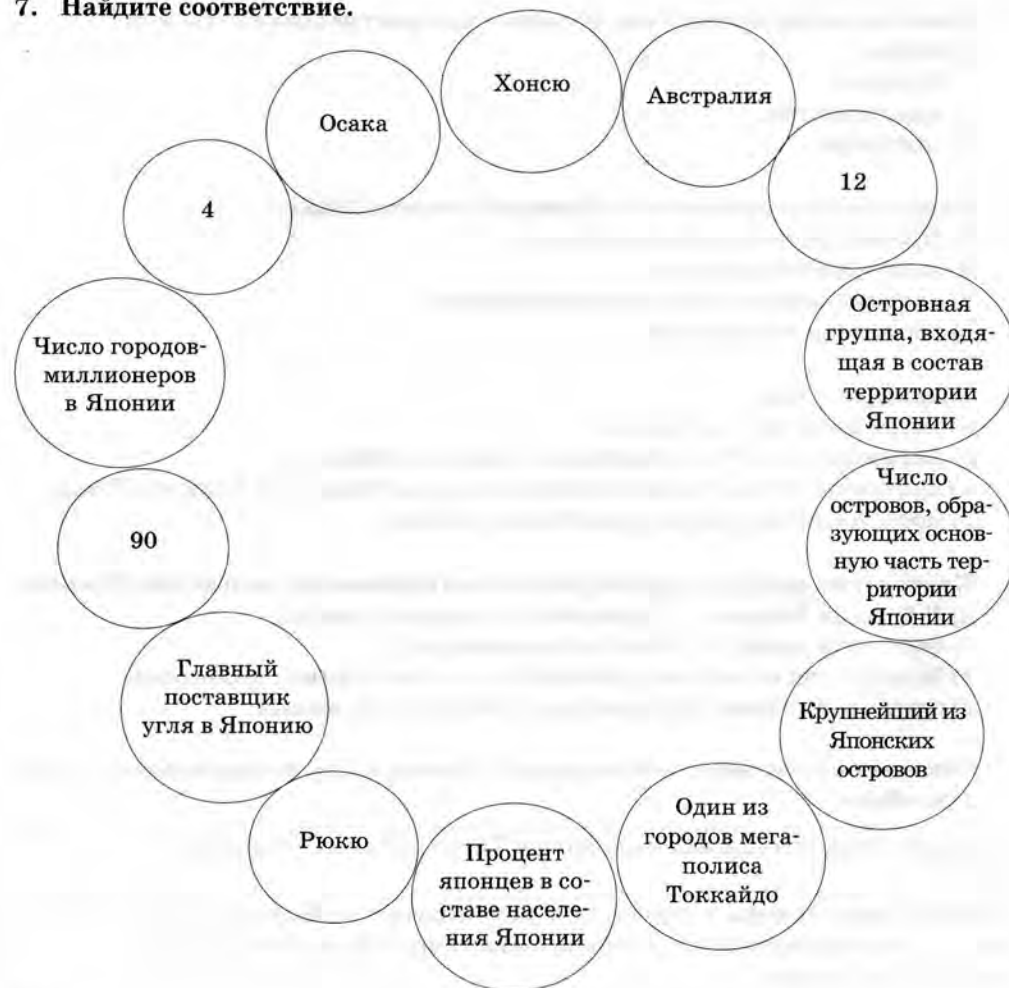 7. Найдите соответствие.
Хонсю
Австралия
12
Островная
группа, входя-
щая в состав
территории
Японии
Число
островов, обра-
зующих основ-
ную часть тер-
ритории
Японии
Крупнейший из
Японских
островов
Один из
городов мега-
полиса
Токкайдо
Процент
японцев в со-
ставе населе-
ния Японии
Рюкю
Главный
поставщик
угля в Японию
90
Число городов-
миллионеров
в Японии
4
Осака